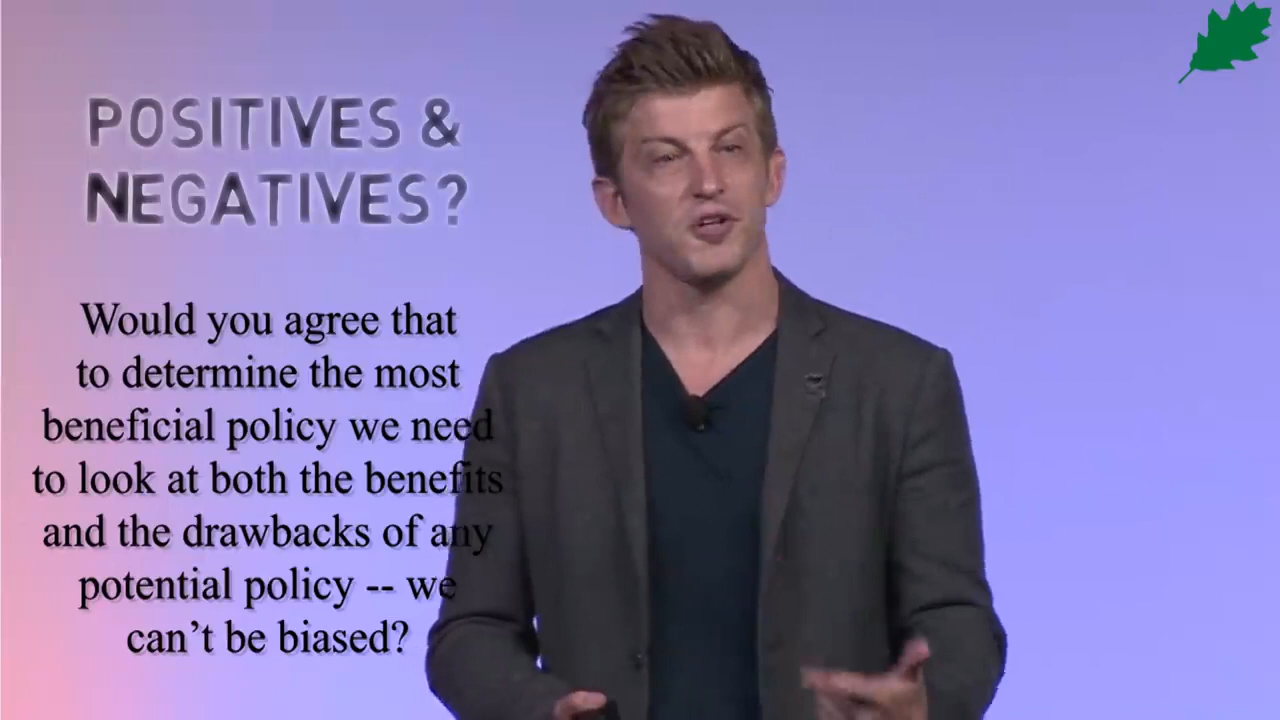 POSITIVES &
NEGATIVES?
Would you agree that
to determine the most
beneficial policy we need
to look at both the benefits
and the drawbacks of any
potential policy -- we
can't be biased?